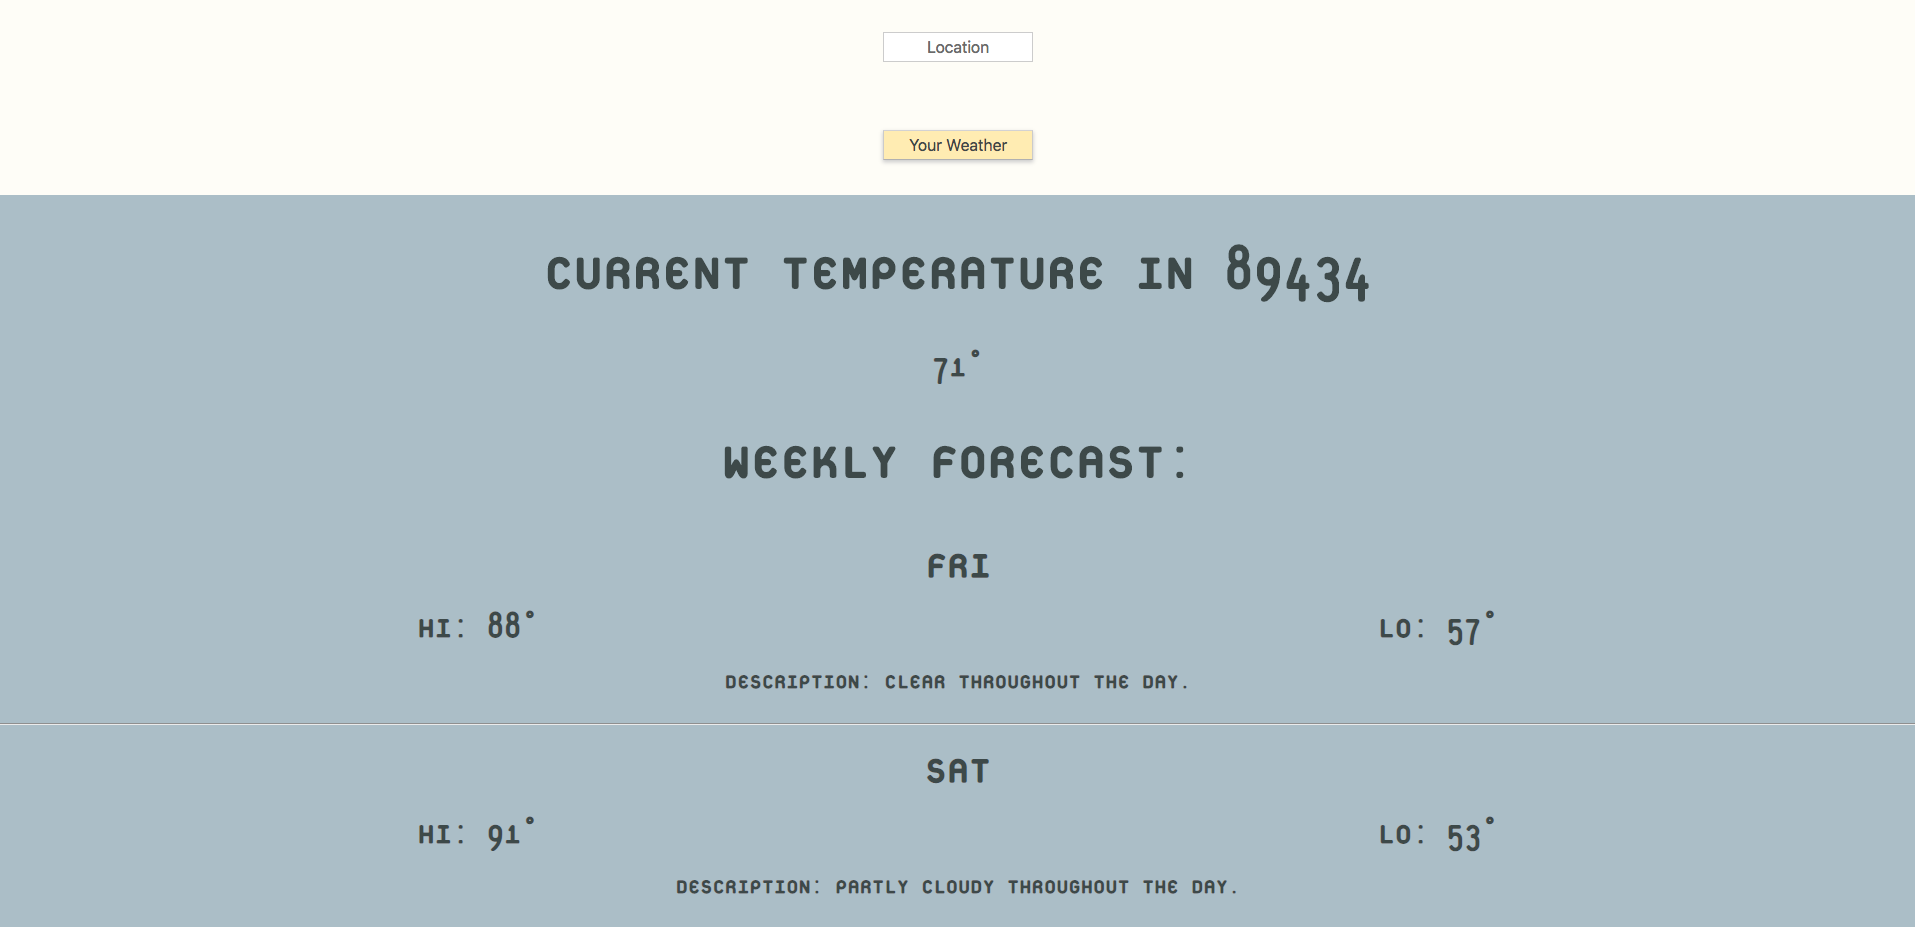 Location
Your Weather
CURRENT TEMPERATURE IN 89434
71°
WEEKLY FORECAST:
FRI
HI: 88° LO: 57°
DESCRIPTION: CLEAR THROUGHOUT THE DAY.
SAT
HI: 91° LO: 53°
DESCRIPTION: PARTLY CLOUDY THROUGHOUT THE DAY.